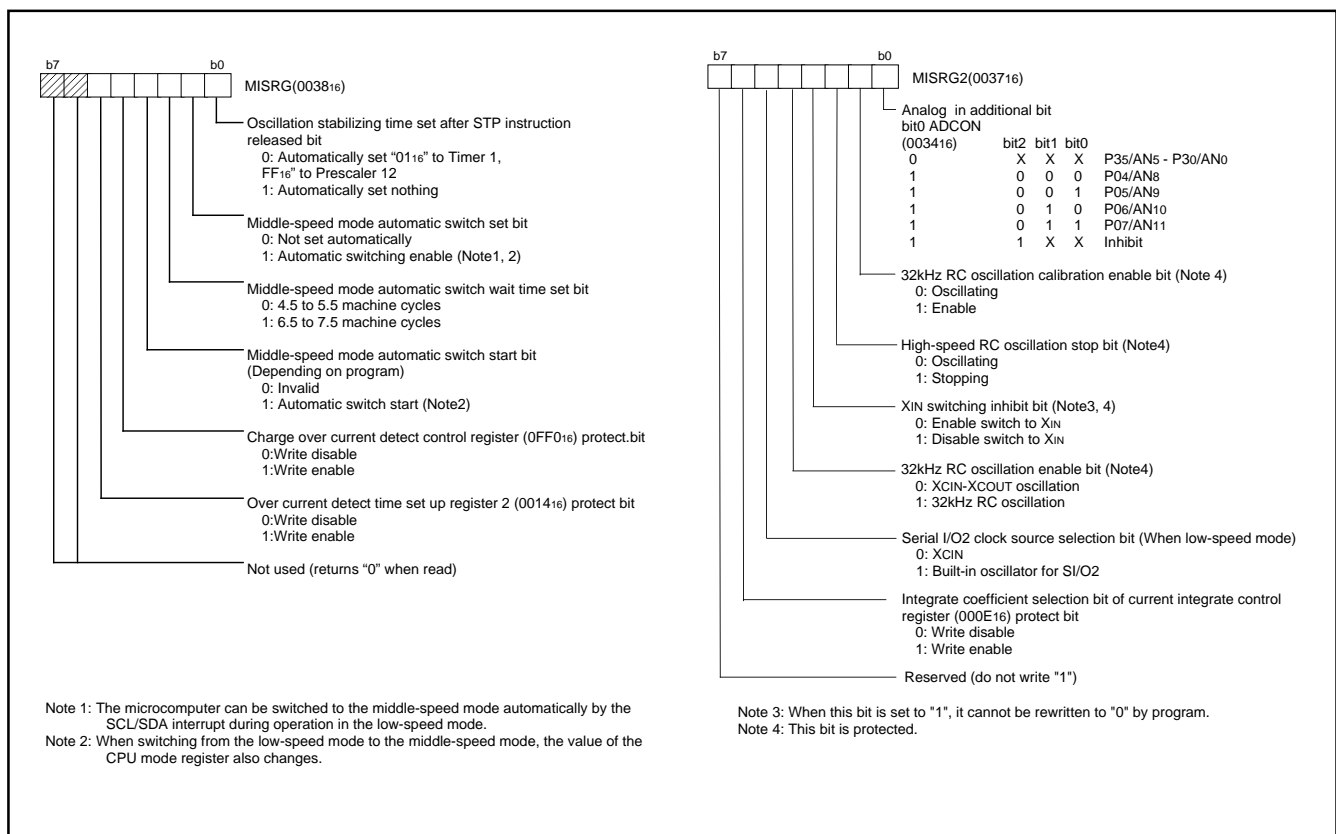 b7 b0
MISRG(003816)
Oscillation stabilizing time set after STP instruction
released bit
0: Automatically set “0116” to Timer 1,
FF16” to Prescaler 12
1: Automatically set nothing
Middle-speed mode automatic switch set bit
0: Not set automatically
1: Automatic switching enable (Note1, 2)
Middle-speed mode automatic switch wait time set bit
0: 4.5 to 5.5 machine cycles
1: 6.5 to 7.5 machine cycles
Middle-speed mode automatic switch start bit
(Depending on program)
0: Invalid
1: Automatic switch start (Note2)
Charge over current detect control register (0FF016) protect.bit
0:Write disable
1:Write enable
Over current detect time set up register 2 (001416) protect bit
0:Write disable
1:Write enable
Not used (returns “0” when read)
Note 1: The microcomputer can be switched to the middle-speed mode automatically by the
SCL/SDA interrupt during operation in the low-speed mode.
Note 2: When switching from the low-speed mode to the middle-speed mode, the value of the
CPU mode register also changes.
b7 b0
MISRG2(003716)
Analog in additional bit
bit0 ADCON
(003416) bit2 bit1 bit0
0 X X X P35/AN5 - P30/AN0
1 0 0 0 P04/AN8
1 0 0 1 P05/AN9
1 0 1 0 P06/AN10
1 0 1 1 P07/AN11
1 1 X X Inhibit
32kHz RC oscillation calibration enable bit (Note 4)
0: Oscillating
1: Enable
High-speed RC oscillation stop bit (Note4)
0: Oscillating
1: Stopping
XIN switching inhibit bit (Note3, 4)
0: Enable switch to XIN
1: Disable switch to XIN
32kHz RC oscillation enable bit (Note4)
0: XCIN-XCOUT oscillation
1: 32kHz RC oscillation
Serial I/O2 clock source selection bit (When low-speed mode)
0: XCIN
1: Built-in oscillator for SI/O2
Integrate coefficient selection bit of current integrate control
register (000E16) protect bit
0: Write disable
1: Write enable
Reserved (do not write "1")
Note 3: When this bit is set to "1", it cannot be rewritten to "0" by program.
Note 4: This bit is protected.